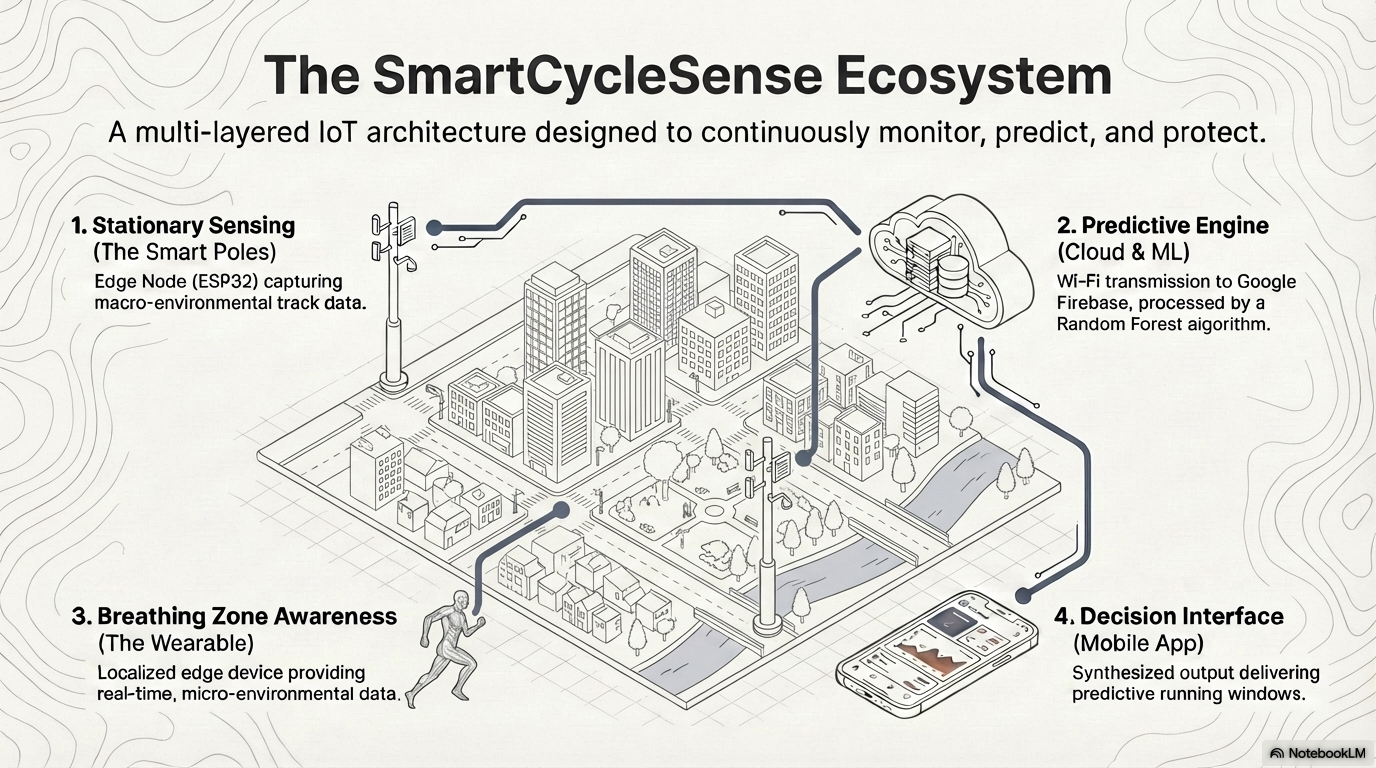 The SmartCycleSense Ecosystem
A multi-layered IoT architecture designed to continuously monitor, predict, and protect.
1. Stationary Sensing
(The Smart Poles)
Edge Node (ESP32) capturing
macro-environmental track data.
2. Predictive Engine
(Cloud & ML)
Wi-Fi transmission to Google
Firebase, processed by a
Random Forest aigorithm.
3. Breathing Zone Awareness
(The Wearable)
Localized edge device providing
real-time, micro-environmental data.
4. Decision Interface
(Mobile App)
Synthesized output delivering
predictive running windows.
NotebookLM